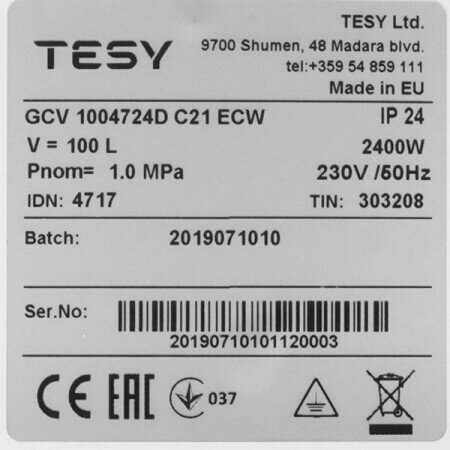 TESY
TESY Ltd.
9700 Shumen, 48 Madara blvd.
tel:+359 54 859 111
Made in EU
GCV 1004724D C21 ECW IP 24
V = 100 L 2400W
Pnom= 1.0 MPa 230V /50Hz
IDN: 4717 TIN: 303208
Batch: 2019071010
Ser.No:
20190710101120003
CE EAC 037